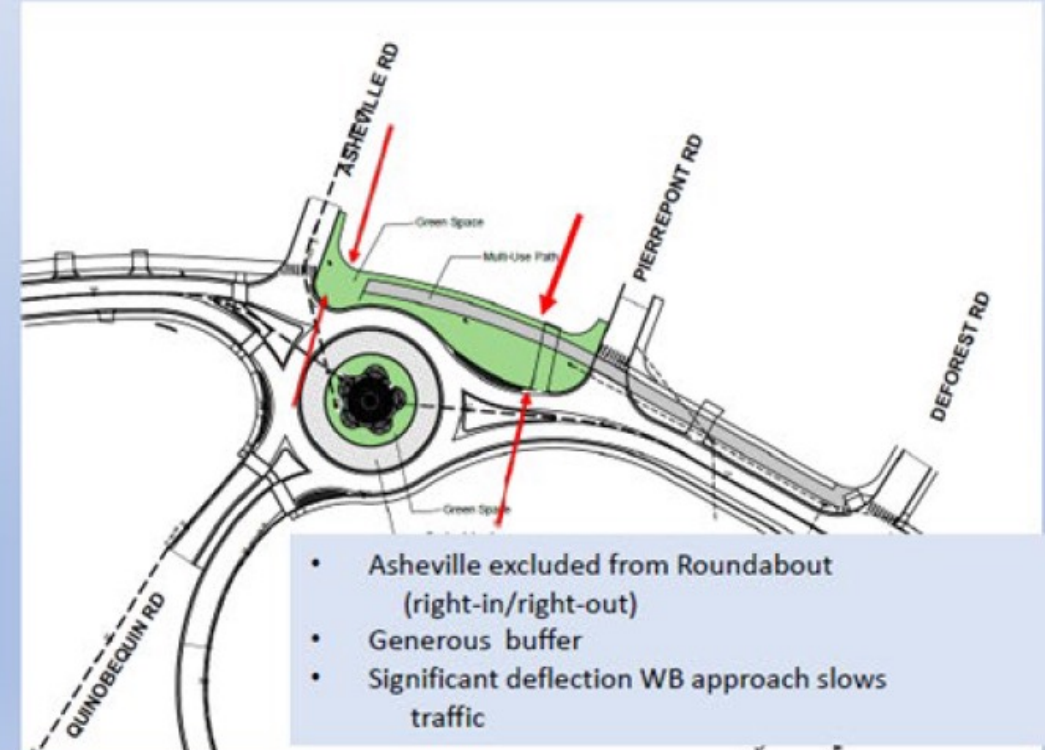 ASHEVILLE RD
PIERREPONT RD
Green Space
Multi-Use Path
DEFOREST RD
Green Space
QUINOBEQUIN RD
• Asheville excluded from Roundabout
(right-in/right-out)
• Generous buffer
• Significant deflection WB approach slows
traffic